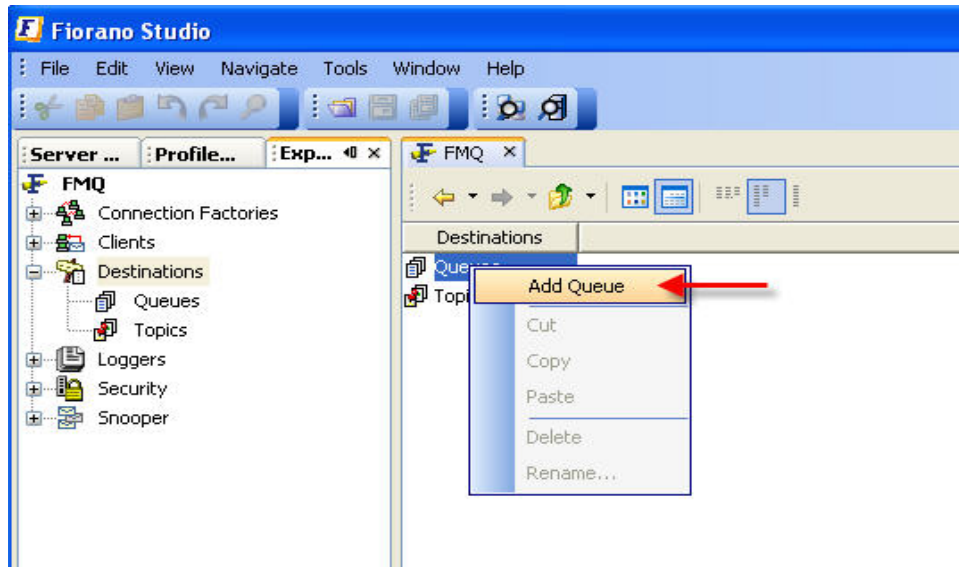 Fiorano Studio
File Edit View Navigate Tools Window Help
Server ... Profile... Exp...
FMQ
Connection Factories
Clients
Destinations
Queues
Topics
Loggers
Security
Snooper
FMQ
Destinations
Add Queue
Cut
Copy
Paste
Delete
Rename...